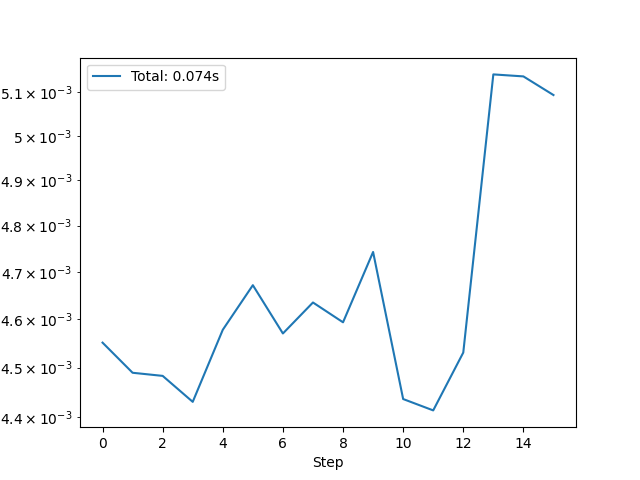 Total: 0.074s
5.1 × 10⁻³
5 × 10⁻³
4.9 × 10⁻³
4.8 × 10⁻³
4.7 × 10⁻³
4.6 × 10⁻³
4.5 × 10⁻³
4.4 × 10⁻³
0 2 4 6 8 10 12 14
Step